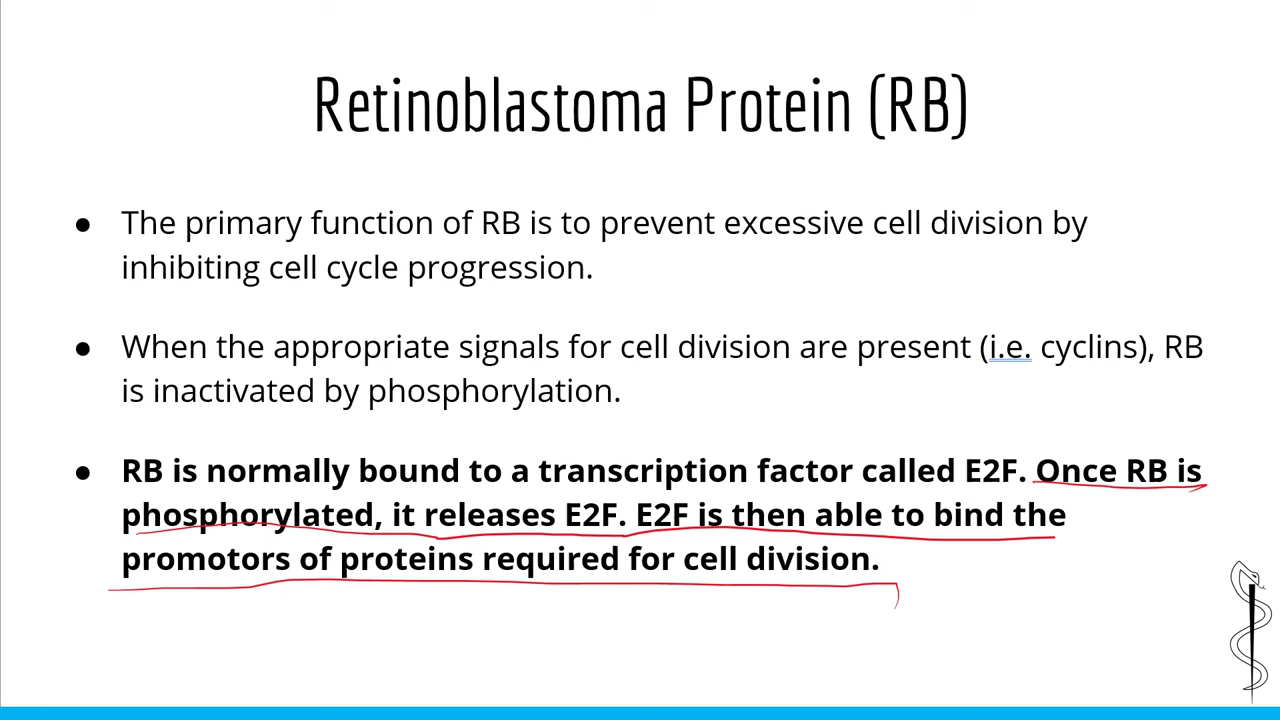 Retinoblastoma Protein (RB)
● The primary function of RB is to prevent excessive cell division by
inhibiting cell cycle progression.
● When the appropriate signals for cell division are present (i.e. cyclins), RB
is inactivated by phosphorylation.
● RB is normally bound to a transcription factor called E2F. Once RB is
phosphorylated, it releases E2F. E2F is then able to bind the
promotors of proteins required for cell division.